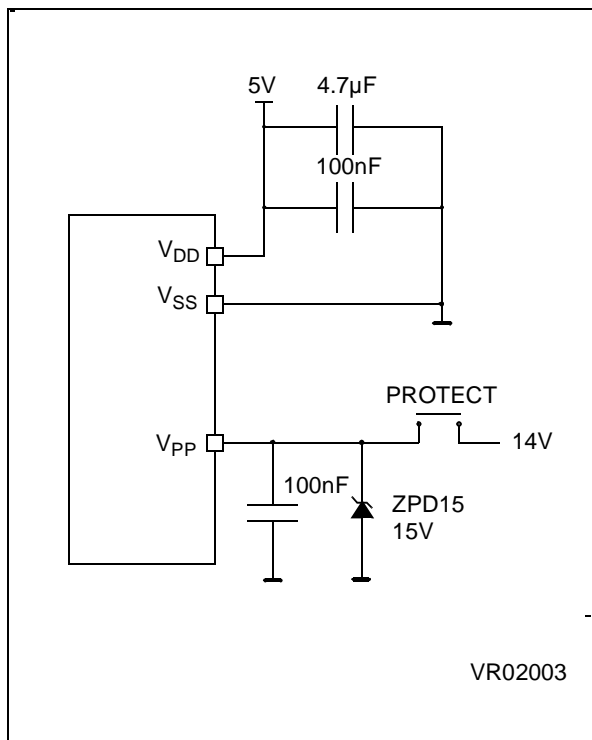 5V 4.7µF
100nF
VDD
VSS
PROTECT
VPP 14V
100nF ZPD15
15V
VR02003